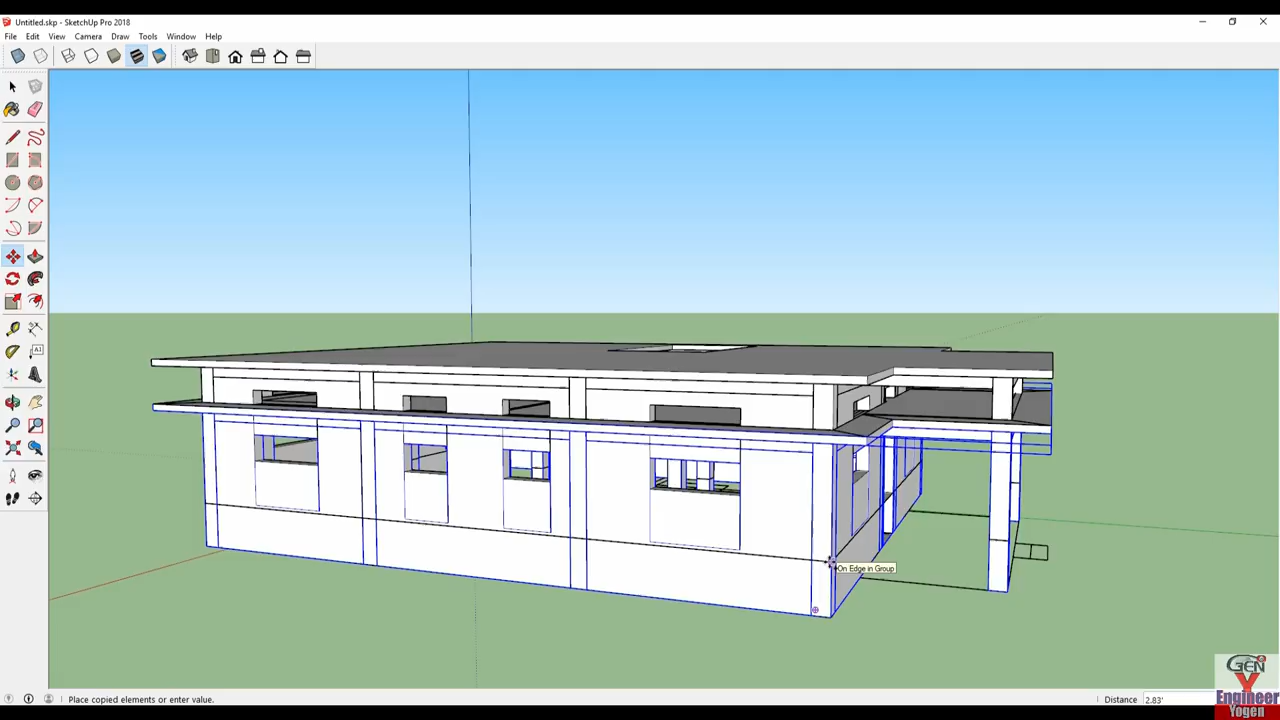 Untitled.skp - SketchUp Pro 2018
File Edit View Camera Draw Tools Window Help
AI
On Edge in Group
Place copied elements or enter value.
Distance 2.83'
GEN
Y
Engineer
Yogen